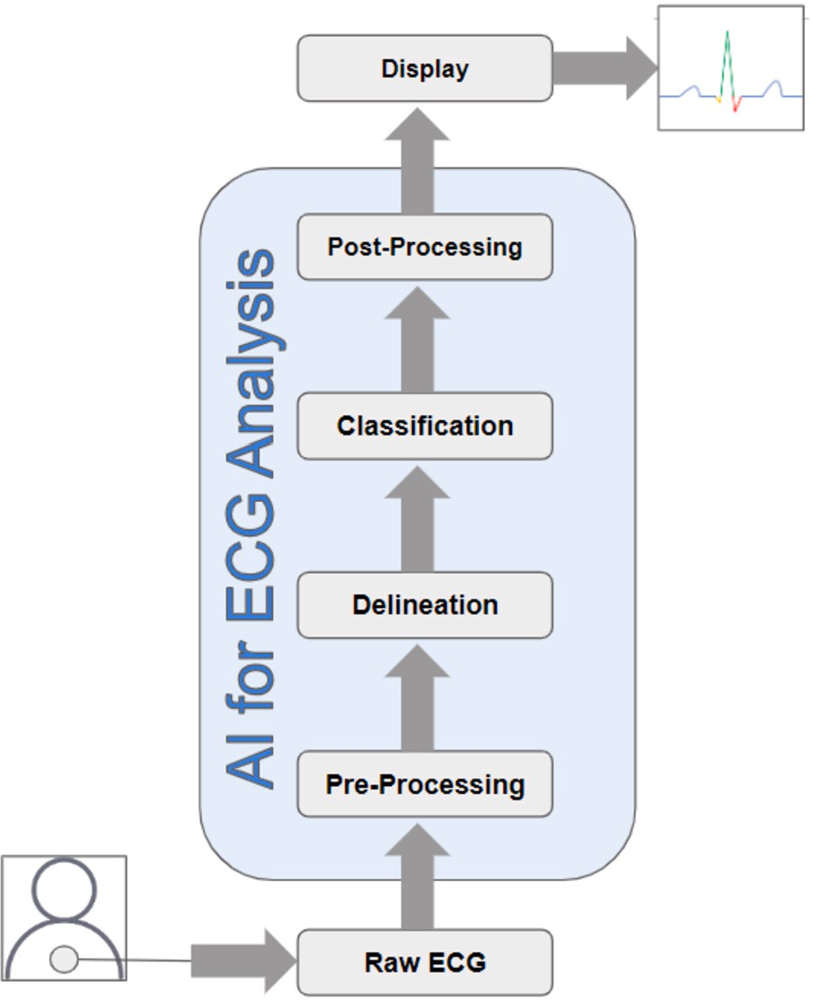 Display
Post-Processing
Classification
Delineation
Pre-Processing
Raw ECG
AI for ECG Analysis